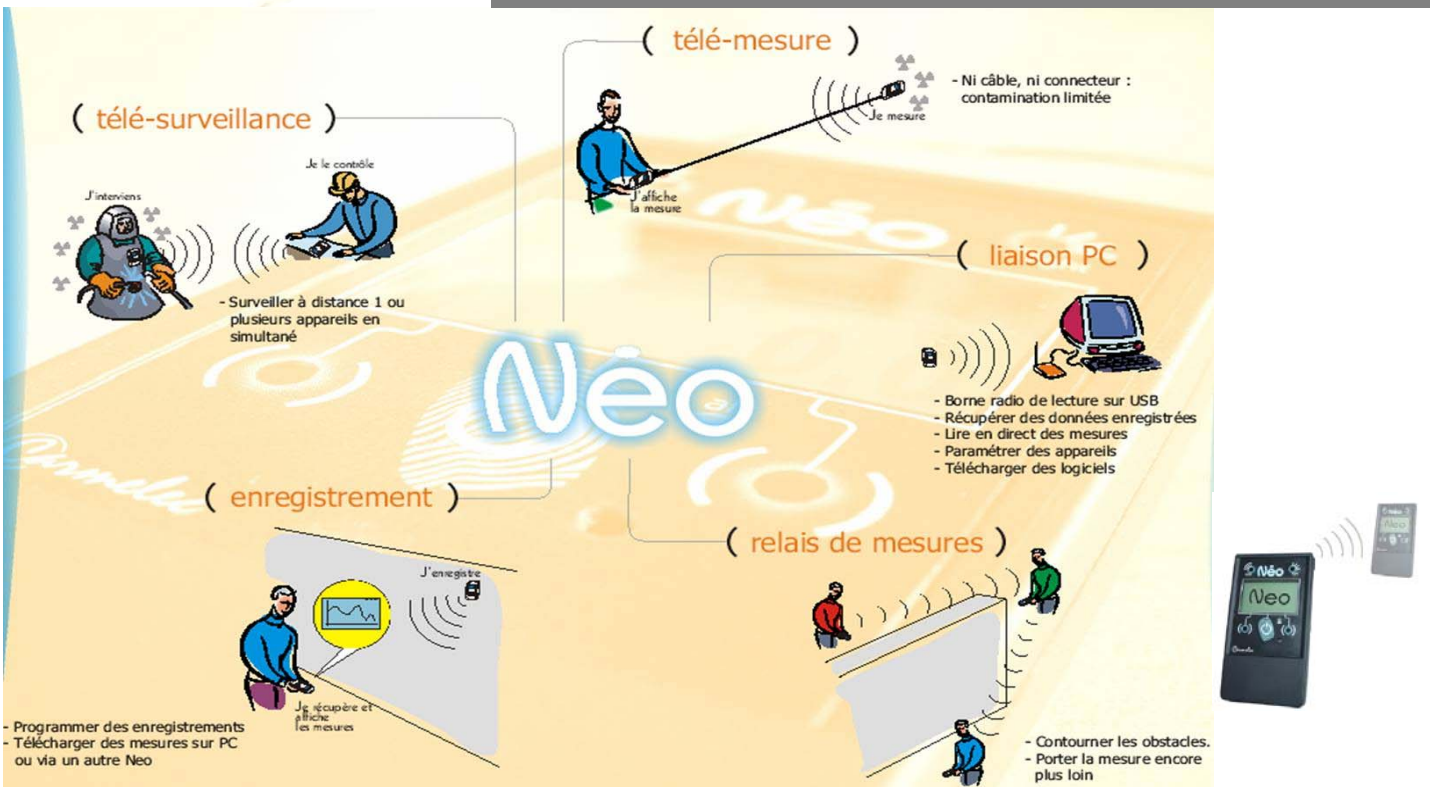 ( télé-mesure )
- Ni câble, ni connecteur :
contamination limitée
Je mesure
J'affiche
la mesure
( télé-surveillance )
Je le contrôle
J'interviens
- Surveiller à distance 1 ou
plusieurs appareils en
simultané
Néo
( liaison PC )
- Borne radio de lecture sur USB
- Récupérer des données enregistrées
- Lire en direct des mesures
- Paramétrer des appareils
- Télécharger des logiciels
Néo
Carmelec
( enregistrement )
J'enregistre
Je récupère et
affiche
les mesures
- Programmer des enregistrements
- Télécharger des mesures sur PC
ou via un autre Neo
( relais de mesures )
- Contourner les obstacles.
- Porter la mesure encore
plus loin
Néo
Neo
Carmelec
Neo